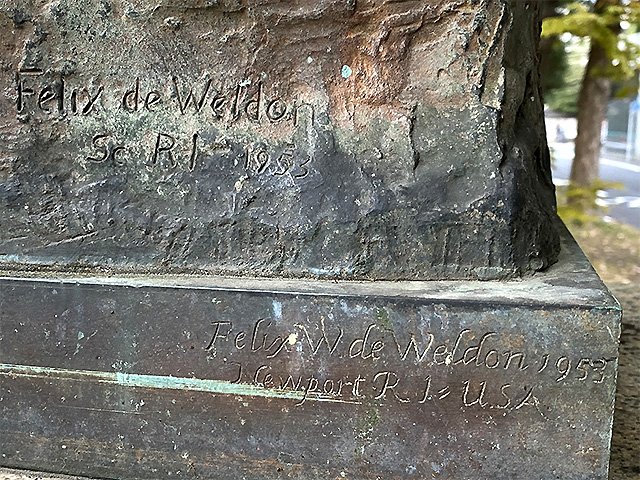 Felix de Weldon
Sc R I - 1953
Felix W. de Weldon 1953
Newport R. I - U.S.A